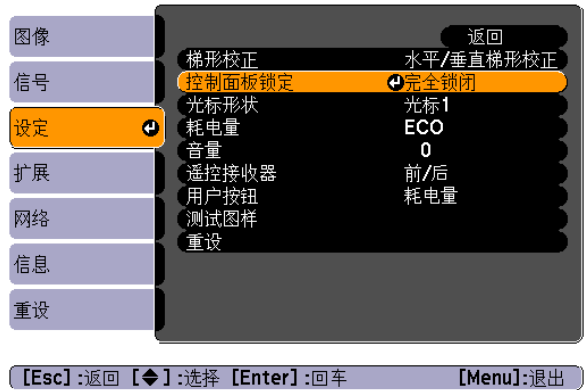 图像
信号
设定
扩展
网络
信息
重设
返回
梯形校正 水平/垂直梯形校正
控制面板锁定 完全锁闭
光标形状 光标1
耗电量 ECO
音量 0
遥控接收器 前/后
用户按钮 耗电量
测试图样
重设
[Esc]:返回 [◆]:选择 [Enter]:回车 [Menu]:退出